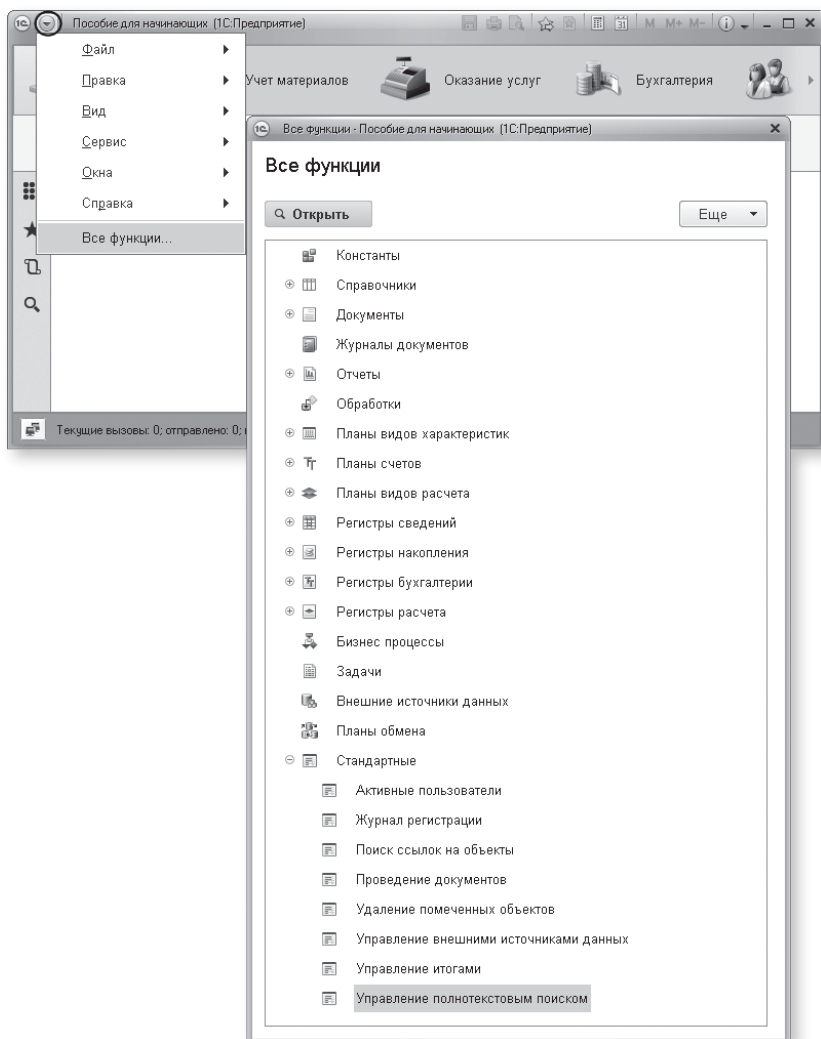 Пособие для начинающих (1С:Предприятие)
M M+ M-
31
Файл
Правка
Вид
Сервис
Окна
Справка
Все функции...
Учет материалов
Оказание услуг
Бухгалтерия
Все функции - Пособие для начинающих (1С:Предприятие)
Все функции
Открыть
Еще
Константы
Справочники
Документы
Журналы документов
Отчеты
Обработки
Планы видов характеристик
Планы счетов
Планы видов расчета
Регистры сведений
Регистры накопления
Регистры бухгалтерии
Регистры расчета
Бизнес процессы
Задачи
Внешние источники данных
Планы обмена
Стандартные
Активные пользователи
Журнал регистрации
Поиск ссылок на объекты
Проведение документов
Удаление помеченных объектов
Управление внешними источниками данных
Управление итогами
Управление полнотекстовым поиском
Текущие вызовы: 0; отправлено: 0;